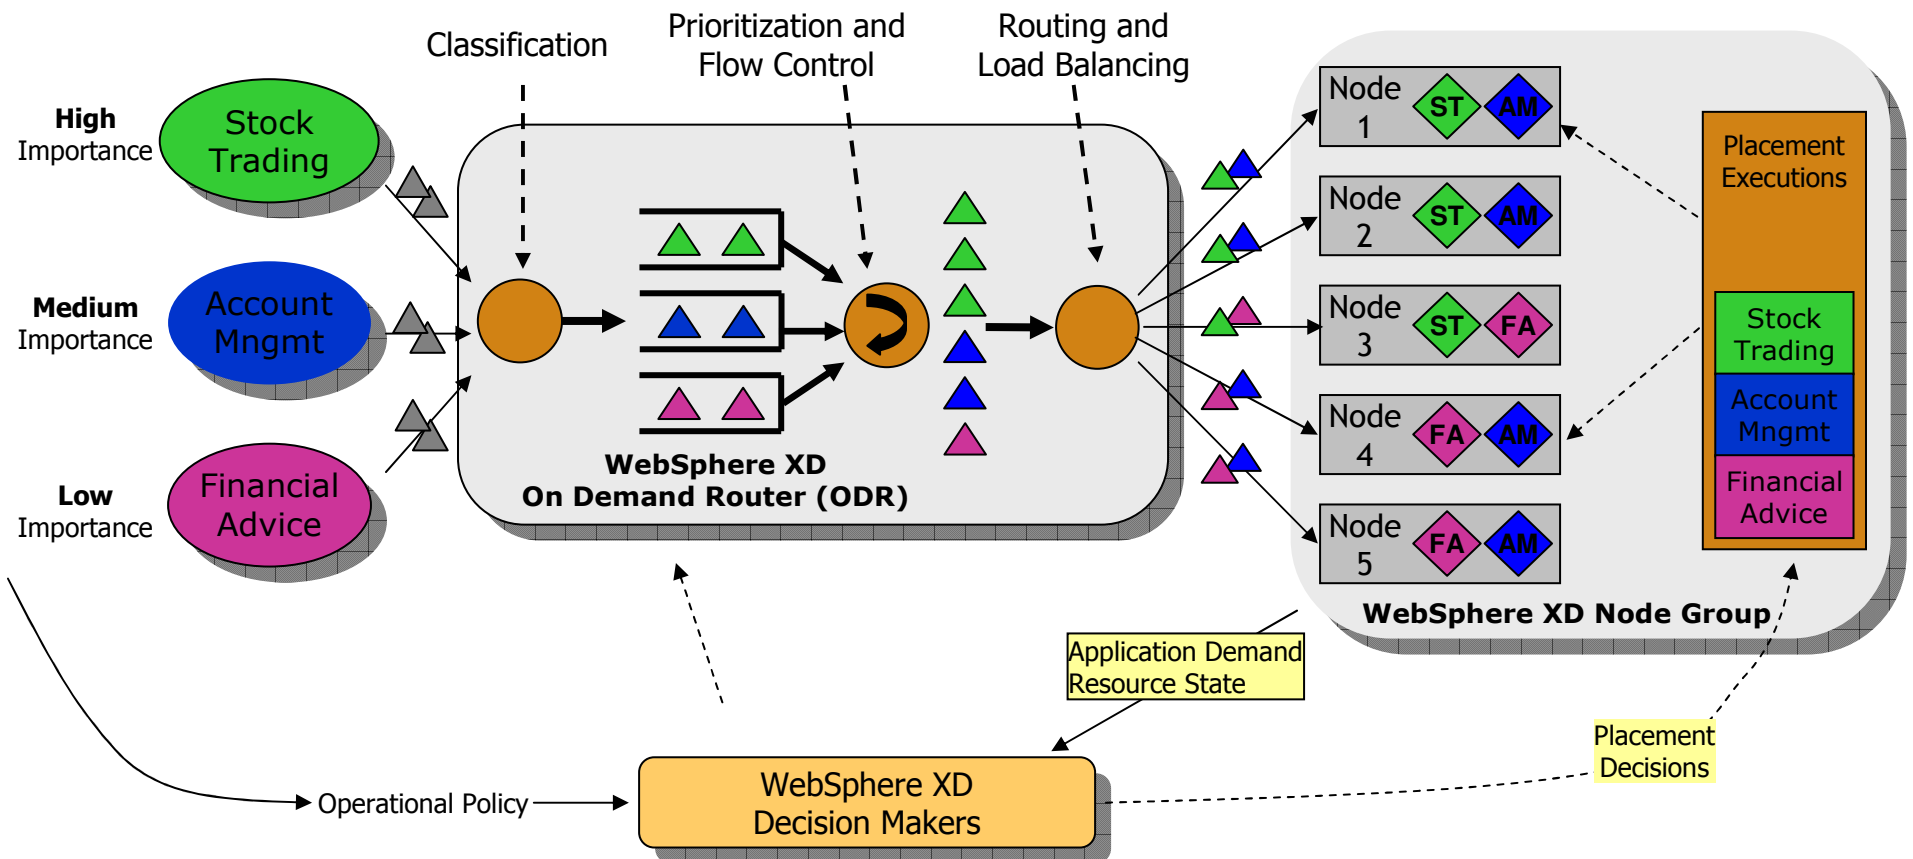 Classification
Prioritization and
Flow Control
Routing and
Load Balancing
High
Importance
Stock
Trading
Medium
Importance
Account
Mngmt
Low
Importance
Financial
Advice
WebSphere XD
On Demand Router (ODR)
Node
1
ST
AM
Node
2
ST
AM
Node
3
ST
FA
Node
4
FA
AM
Node
5
FA
AM
Placement
Executions
Stock
Trading
Account
Mngmt
Financial
Advice
WebSphere XD Node Group
Application Demand
Resource State
Placement
Decisions
Operational Policy
WebSphere XD
Decision Makers